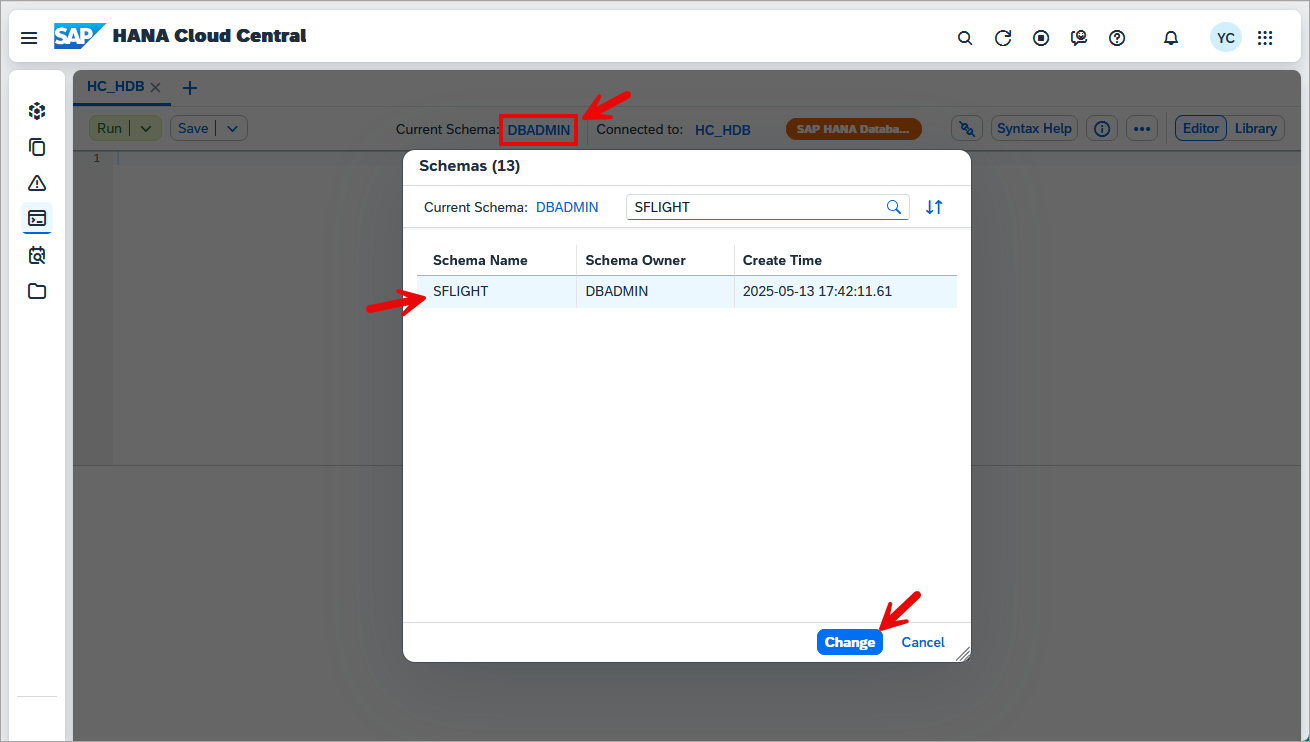 SAP HANA Cloud Central
YC
HC_HDB
Run Save Current Schema: DBADMIN Connected to: HC_HDB SAP HANA Databa... Syntax Help Editor Library
1
Schemas (13)
Current Schema: DBADMIN SFLIGHT
Schema Name Schema Owner Create Time
SFLIGHT DBADMIN 2025-05-13 17:42:11.61
Change Cancel